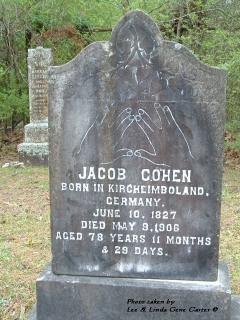 JACOB COHEN
BORN IN KIRCHEIMBOLAND,
GERMANY,
JUNE 10, 1827
DIED MAY 9, 1906
AGED 78 YEARS 11 MONTHS
& 29 DAYS.
Photo taken by
Lee & Linda Gene Carter ©